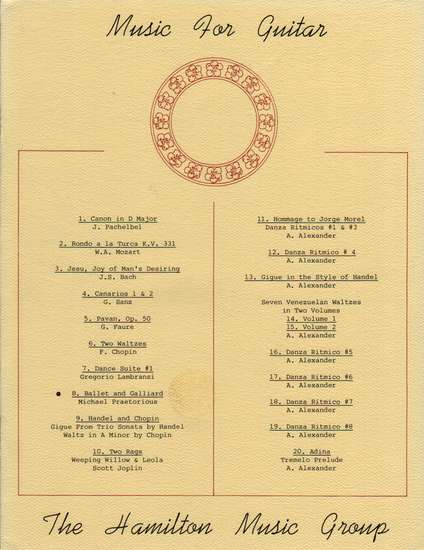 Music For Guitar
1. Canon in D Major
J. Pachelbel
2. Rondo a la Turca K.V. 331
W.A. Mozart
3. Jesu, Joy of Man's Desiring
J.S. Bach
4. Canarios 1 & 2
G. Sanz
5. Pavan, Op. 50
G. Faure
6. Two Waltzes
F. Chopin
7. Dance Suite #1
Gregorio Lambranzi
8. Ballet and Galliard
Michael Praetorious
9. Handel and Chopin
Gigue From Trio Sonata by Handel
Waltz in A Minor by Chopin
10. Two Rags
Weeping Willow & Leola
Scott Joplin
11. Hommage to Jorge Morel
Danza Ritmicos #1 &
A. Alexander
12. Danza Ritmico # 4
A. Alexander
13. Gigue in the Style of Handel
A. Alexander
Seven Venezuelan Waltzes
in Two Volumes
14. Volume 1
15. Volume 2
A. Alexander
16. Danza Ritmico #5
A. Alexander
17. Danza Ritmico #6
A. Alexander
18. Danza Ritmico #7
A. Alexander
19. Danza Ritmico #8
A. Alexander
20. Adina
Tremelo Prelude
A. Alexander
The Hamilton Music Group